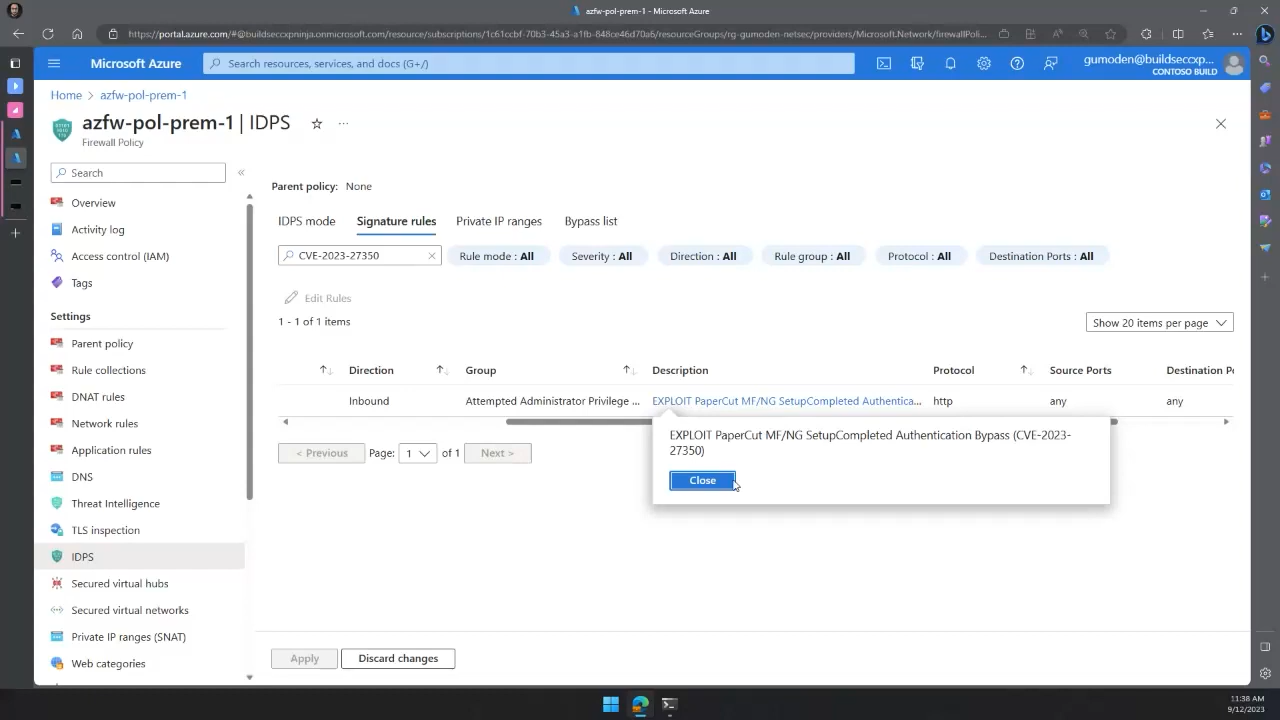 azfw-pol-prem-1 - Microsoft Azure
https://portal.azure.com/#@buildseccxpninja.onmicrosoft.com/resource/subscriptions/1c61ccbf-70b3-45a3-a1fb-848ce46d70a6/resourceGroups/rg-gumoden-netsec/providers/Microsoft.Network/firewallPoli...
Microsoft Azure
Search resources, services, and docs (G+/)
gumoden@buildseccxp...
CONTOSO BUILD
Home > azfw-pol-prem-1
azfw-pol-prem-1 | IDPS
Firewall Policy
Search
Overview
Activity log
Access control (IAM)
Tags
Settings
Parent policy
Rule collections
DNAT rules
Network rules
Application rules
DNS
Threat Intelligence
TLS inspection
IDPS
Secured virtual hubs
Secured virtual networks
Private IP ranges (SNAT)
Web categories
Parent policy: None
IDPS mode Signature rules Private IP ranges Bypass list
CVE-2023-27350 Rule mode : All Severity : All Direction : All Rule group : All Protocol : All Destination Ports : All
Edit Rules
1 - 1 of 1 items
Show 20 items per page
Direction Group Description Protocol Source Ports Destination P
Inbound Attempted Administrator Privilege ... EXPLOIT PaperCut MF/NG SetupCompleted Authentica... http any any
EXPLOIT PaperCut MF/NG SetupCompleted Authentication Bypass (CVE-2023-
27350)
Close
< Previous Page: 1 of 1 Next >
Apply Discard changes
11:38 AM
9/12/2023